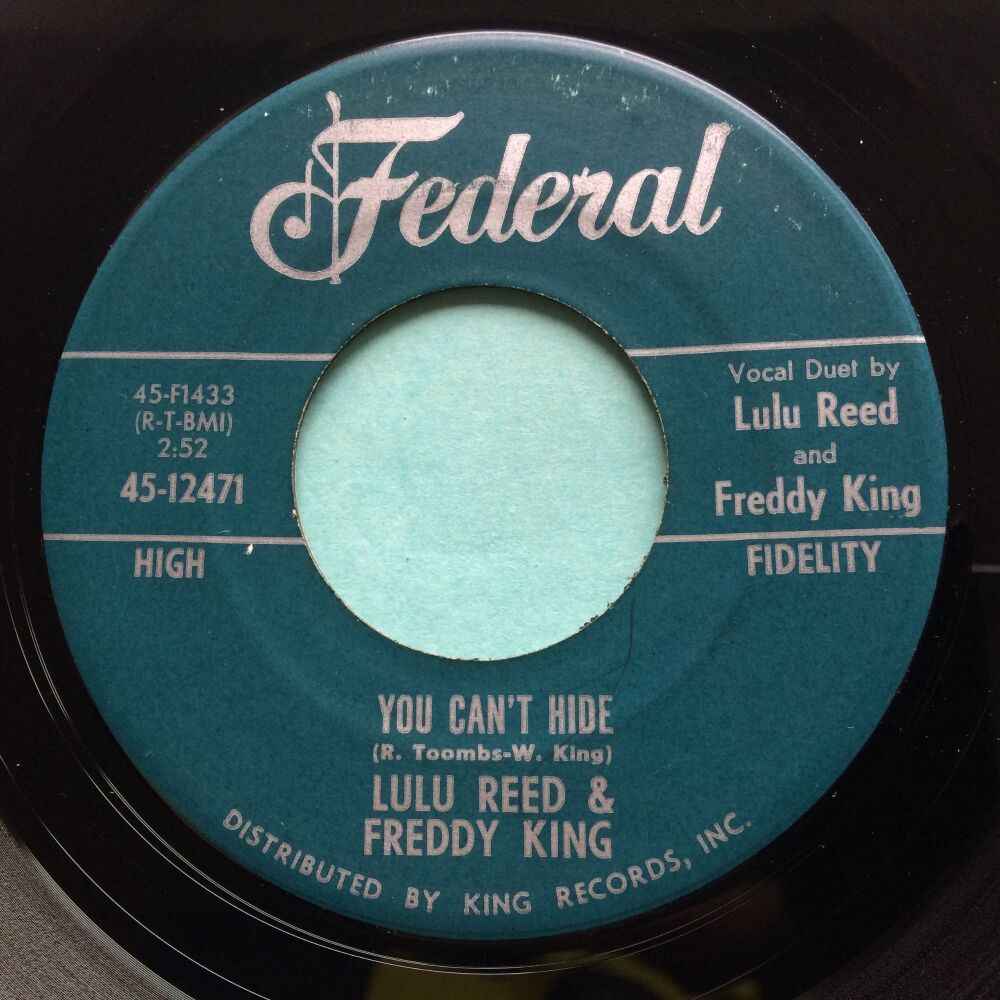 Federal
45-F1433
(R-T-BMI)
2:52
45-12471
HIGH
Vocal Duet by
Lulu Reed
and
Freddy King
FIDELITY
YOU CAN'T HIDE
(R. Toombs-W. King)
LULU REED &
FREDDY KING
DISTRIBUTED BY KING RECORDS, INC.